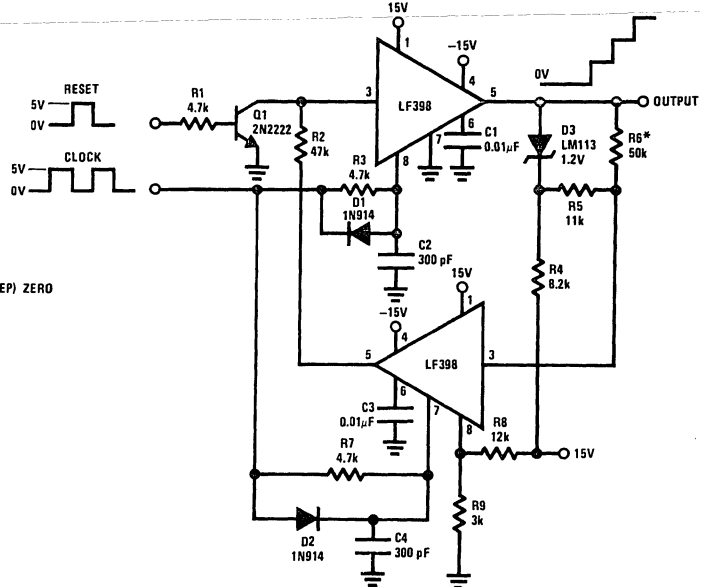 15V
1
-15V
4
0V
RESET
5V
0V
R1
4.7k
Q1
2N2222
3
LF398
5
OUTPUT
6
7
8
C1
0.01µF
D3
LM113
1.2V
R6*
50k
R2
47k
CLOCK
5V
0V
R3
4.7k
D1
1N914
R5
11k
C2
300 pF
R4
8.2k
EP) ZERO
15V
1
-15V
4
5
LF398
3
6
7
8
C3
0.01µF
R8
12k
15V
R7
4.7k
R9
3k
D2
1N914
C4
300 pF